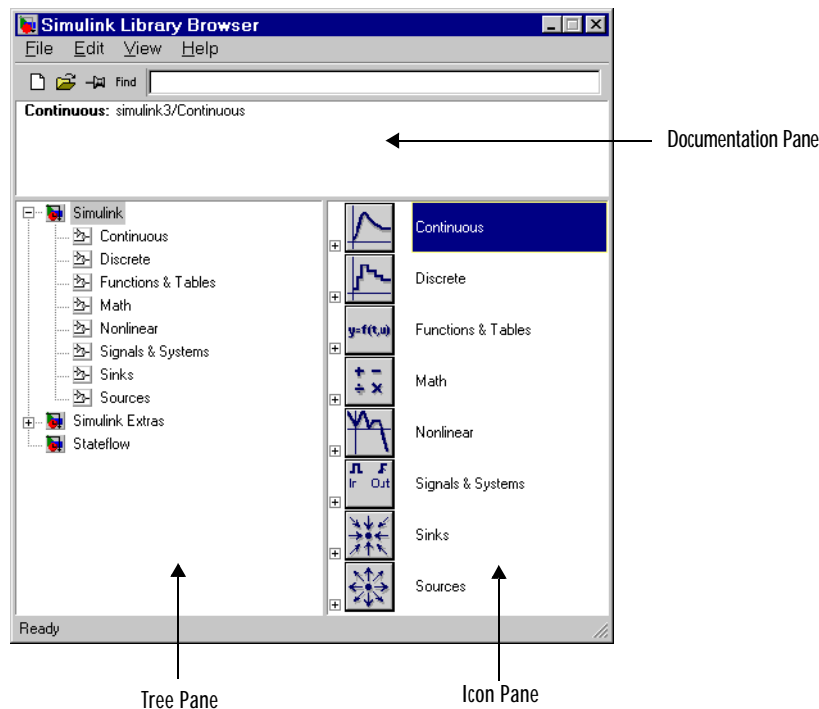 Simulink Library Browser
File Edit View Help
Find
Continuous: simulink3/Continuous
Documentation Pane
Simulink
Continuous
Discrete
Functions & Tables
Math
Nonlinear
Signals & Systems
Sinks
Sources
Simulink Extras
Stateflow
Continuous
Discrete
y=f(t,u)
Functions & Tables
+ −
÷ ×
Math
Nonlinear
In Out
Signals & Systems
Sinks
Sources
Ready
Tree Pane
Icon Pane